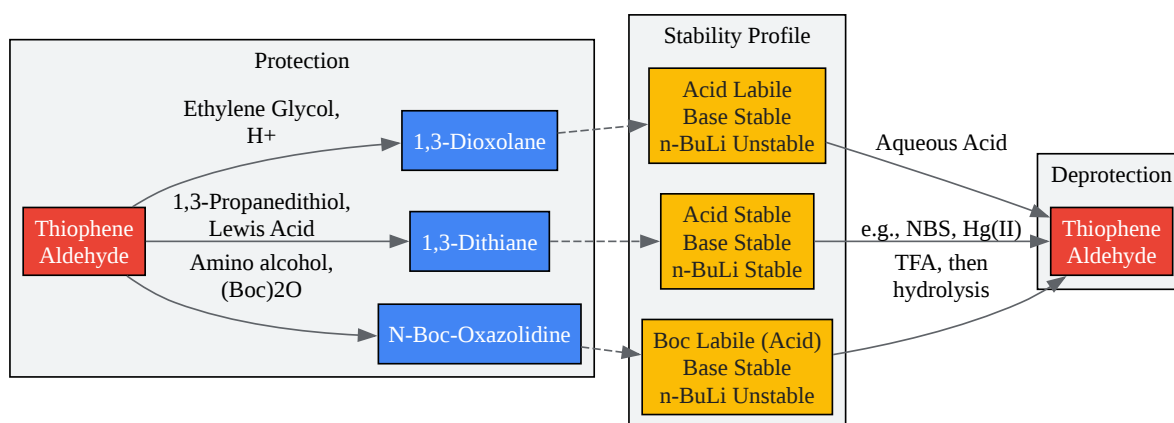 Protection
Stability Profile
Deprotection
Thiophene
Aldehyde
Ethylene Glycol,
H+
1,3-Propanedithiol,
Lewis Acid
Amino alcohol,
(Boc)2O
1,3-Dioxolane
1,3-Dithiane
N-Boc-Oxazolidine
Acid Labile
Base Stable
n-BuLi Unstable
Acid Stable
Base Stable
n-BuLi Stable
Boc Labile (Acid)
Base Stable
n-BuLi Unstable
Aqueous Acid
e.g., NBS, Hg(II)
TFA, then
hydrolysis
Thiophene
Aldehyde